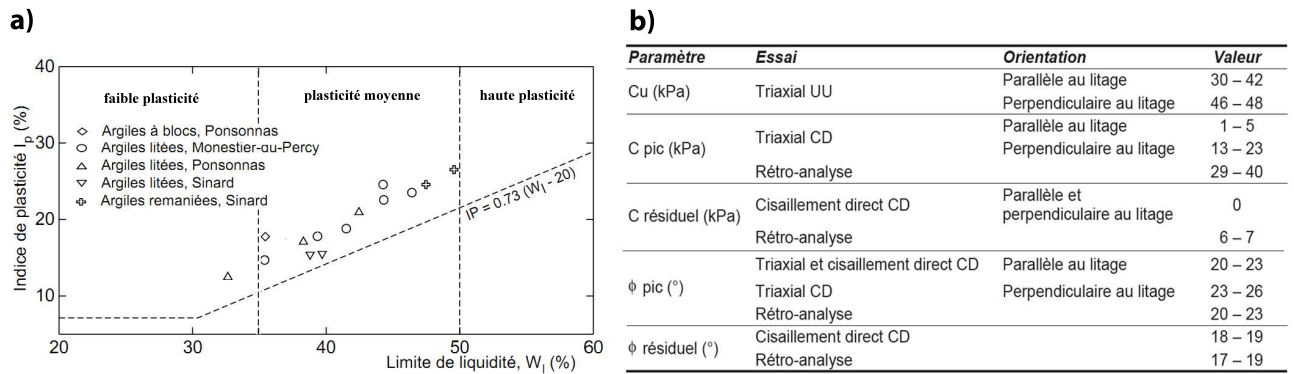 a)
Indice de plasticité Ip (%)
40
30
20
10
faible plasticité
plasticité moyenne
haute plasticité
Argiles à blocs, Ponsonnas
Argiles litées, Monestier-au-Percy
Argiles litées, Ponsonnas
Argiles litées, Sinard
Argiles remaniées, Sinard
IP = 0.73 (Wl - 20)
20
30
40
50
60
Limite de liquidité, Wl (%)
b)
Paramètre Essai Orientation Valeur
Cu (kPa) Triaxial UU Parallèle au litage 30 – 42
Perpendiculaire au litage 46 – 48
C pic (kPa) Triaxial CD Parallèle au litage 1 – 5
Perpendiculaire au litage 13 – 23
Rétro-analyse 29 – 40
C résiduel (kPa) Cisaillement direct CD Parallèle et
perpendiculaire au litage 0
Rétro-analyse 6 – 7
ϕ pic (°) Triaxial et cisaillement direct CD Parallèle au litage 20 – 23
Triaxial CD Perpendiculaire au litage 23 – 26
Rétro-analyse 20 – 23
ϕ résiduel (°) Cisaillement direct CD 18 – 19
Rétro-analyse 17 – 19